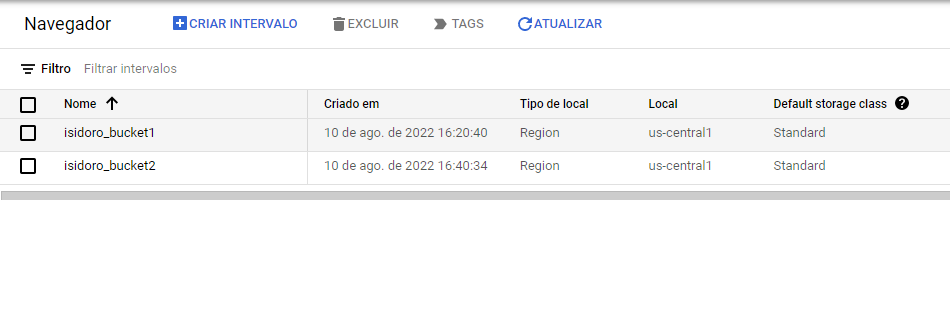 Navegador CRIAR INTERVALO EXCLUIR TAGS ATUALIZAR
Filtro Filtrar intervalos
Nome Criado em Tipo de local Local Default storage class ?
isidoro_bucket1 10 de ago. de 2022 16:20:40 Region us-central1 Standard
isidoro_bucket2 10 de ago. de 2022 16:40:34 Region us-central1 Standard